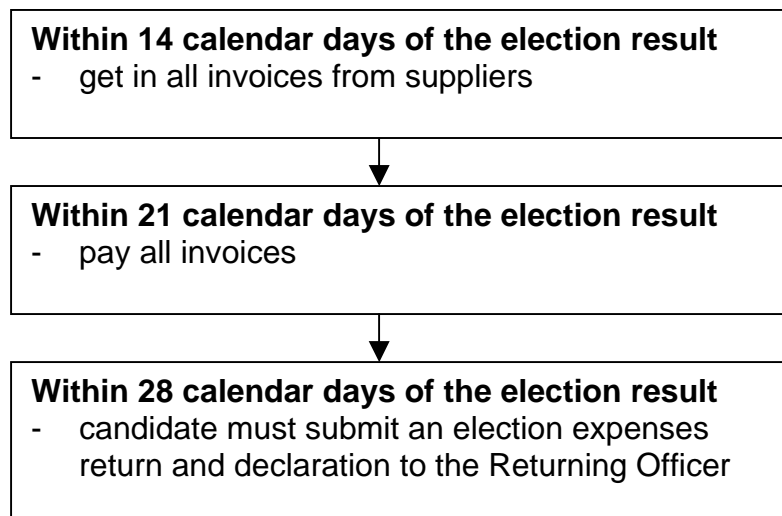 Within 14 calendar days of the election result
- get in all invoices from suppliers
Within 21 calendar days of the election result
- pay all invoices
Within 28 calendar days of the election result
- candidate must submit an election expenses
return and declaration to the Returning Officer